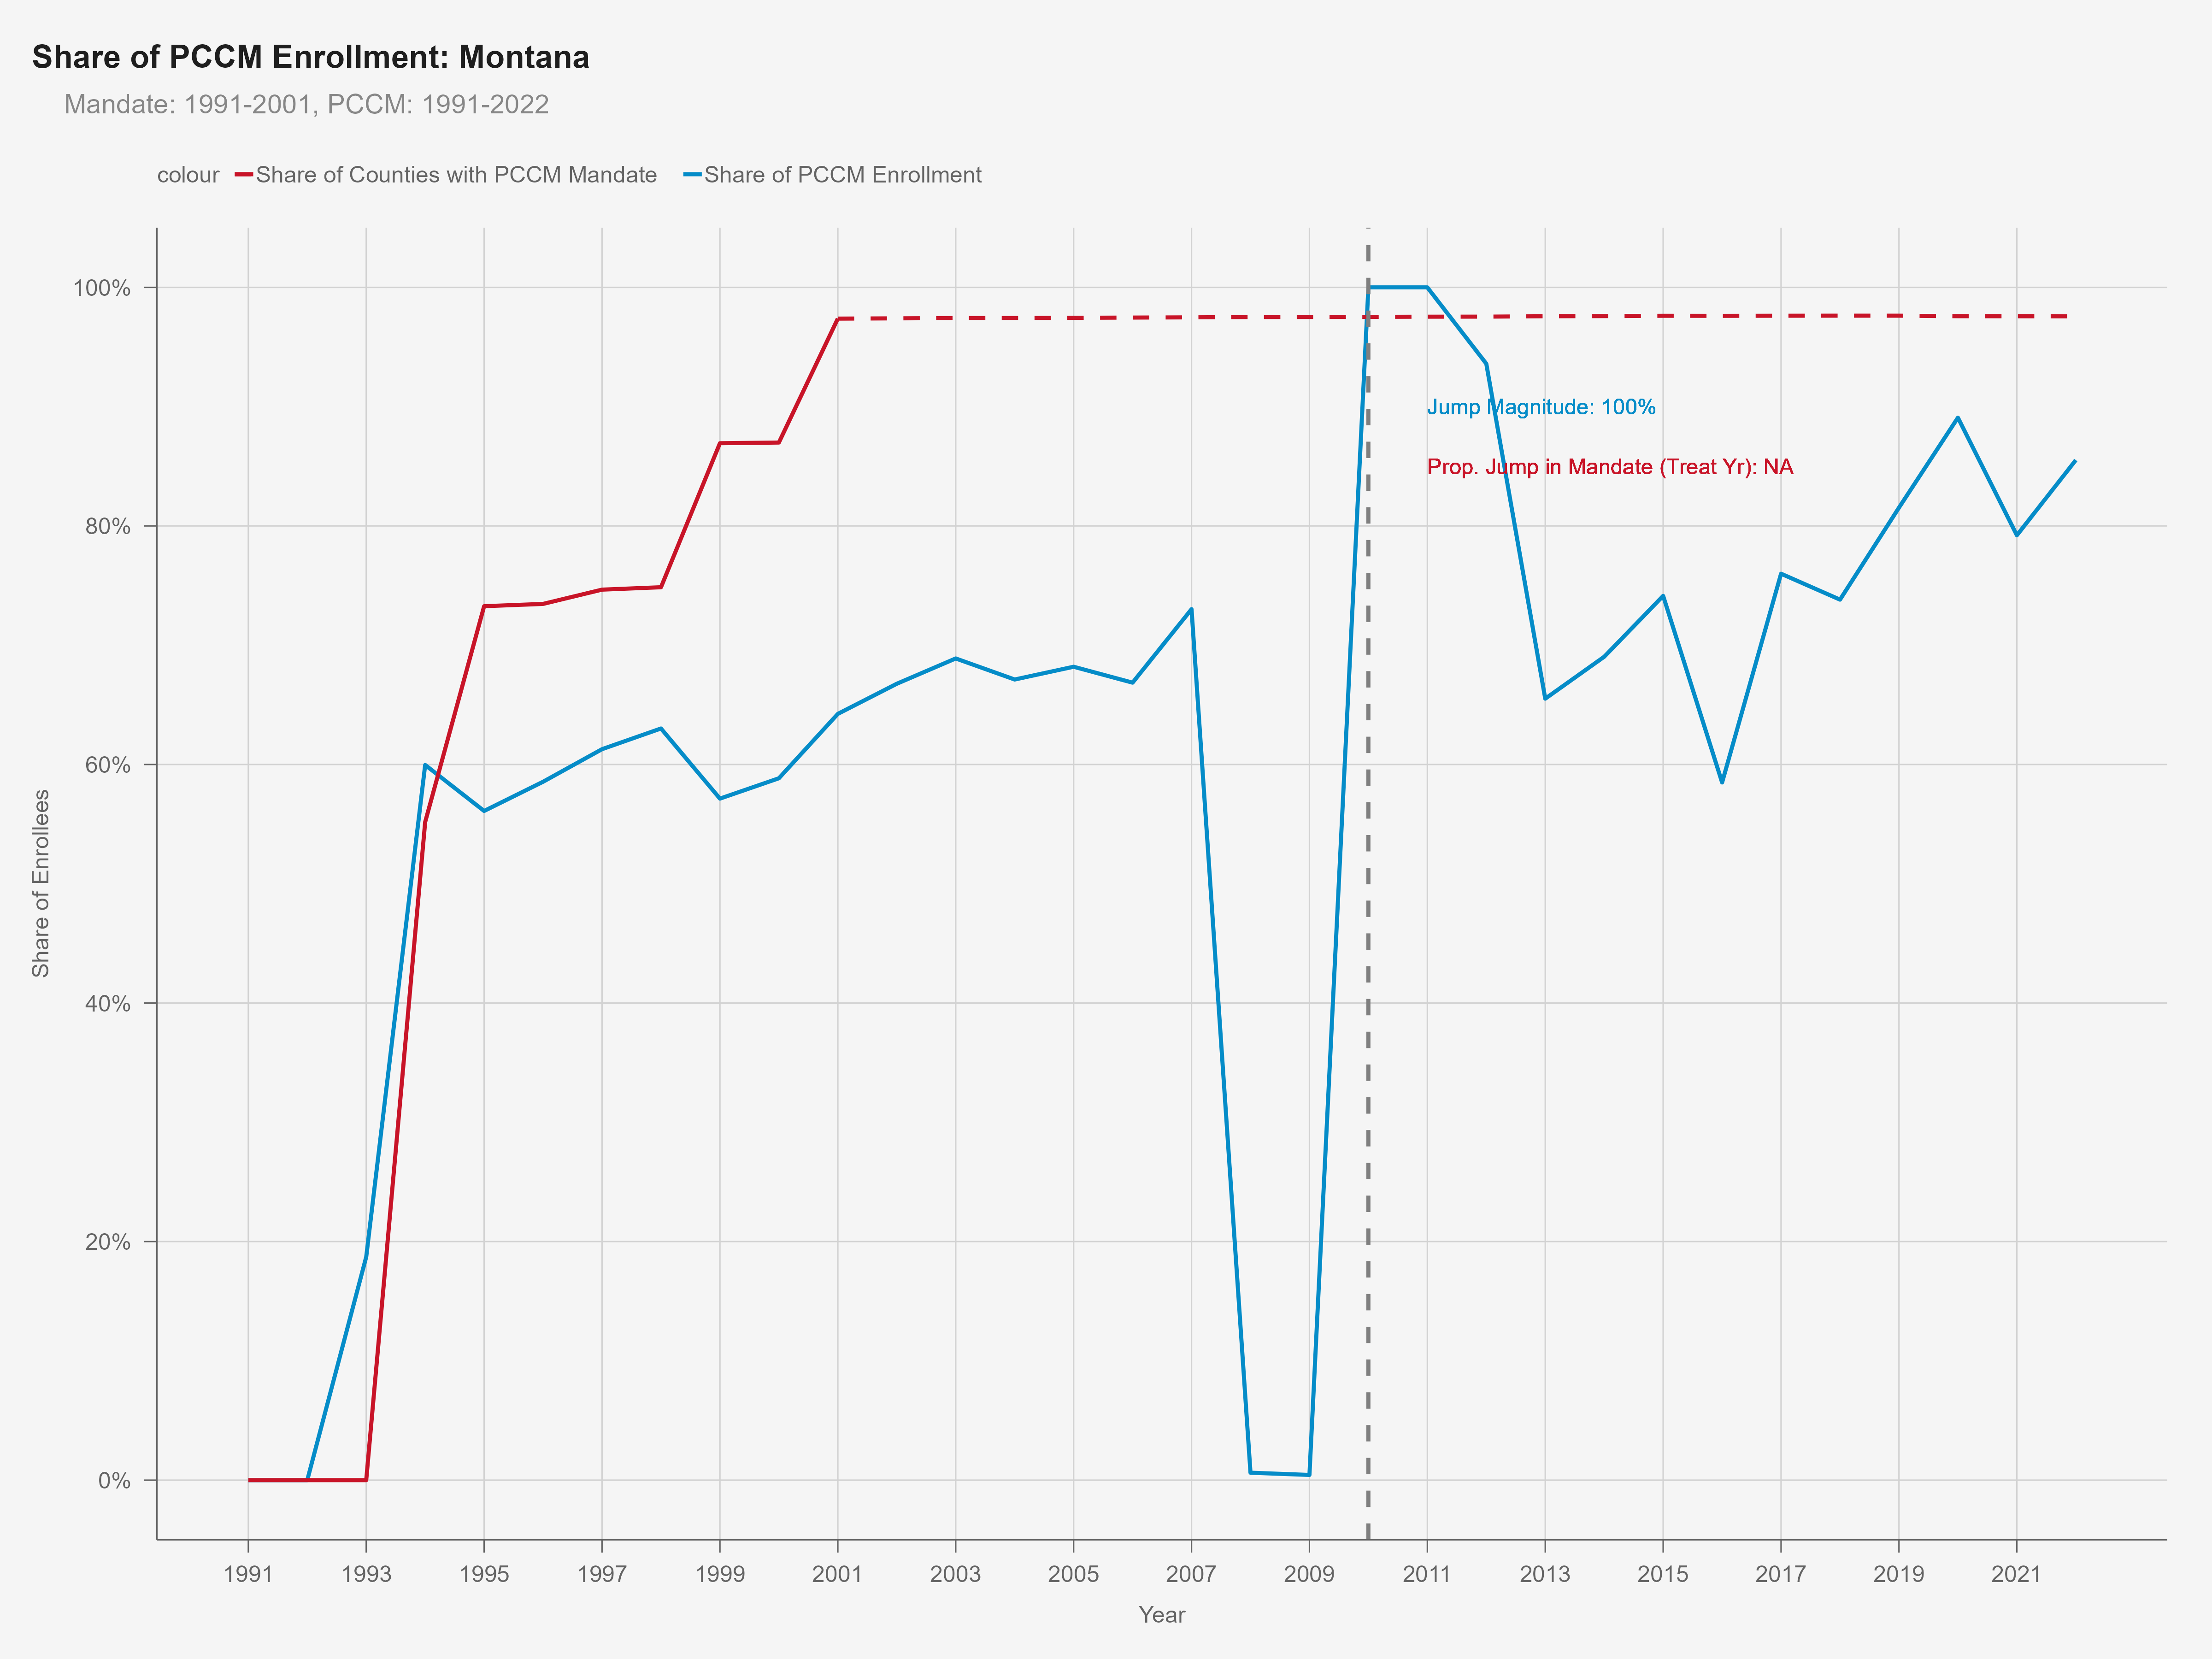 Share of PCCM Enrollment: Montana
Mandate: 1991-2001, PCCM: 1991-2022
colour Share of Counties with PCCM Mandate Share of PCCM Enrollment
100%
80%
60%
40%
20%
0%
Share of Enrolles
Jump Magnitude: 100%
Prop. Jump in Mandate (Treat Yr): NA
1991 1993 1995 1997 1999 2001 2003 2005 2007 2009 2011 2013 2015 2017 2019 2021
Year